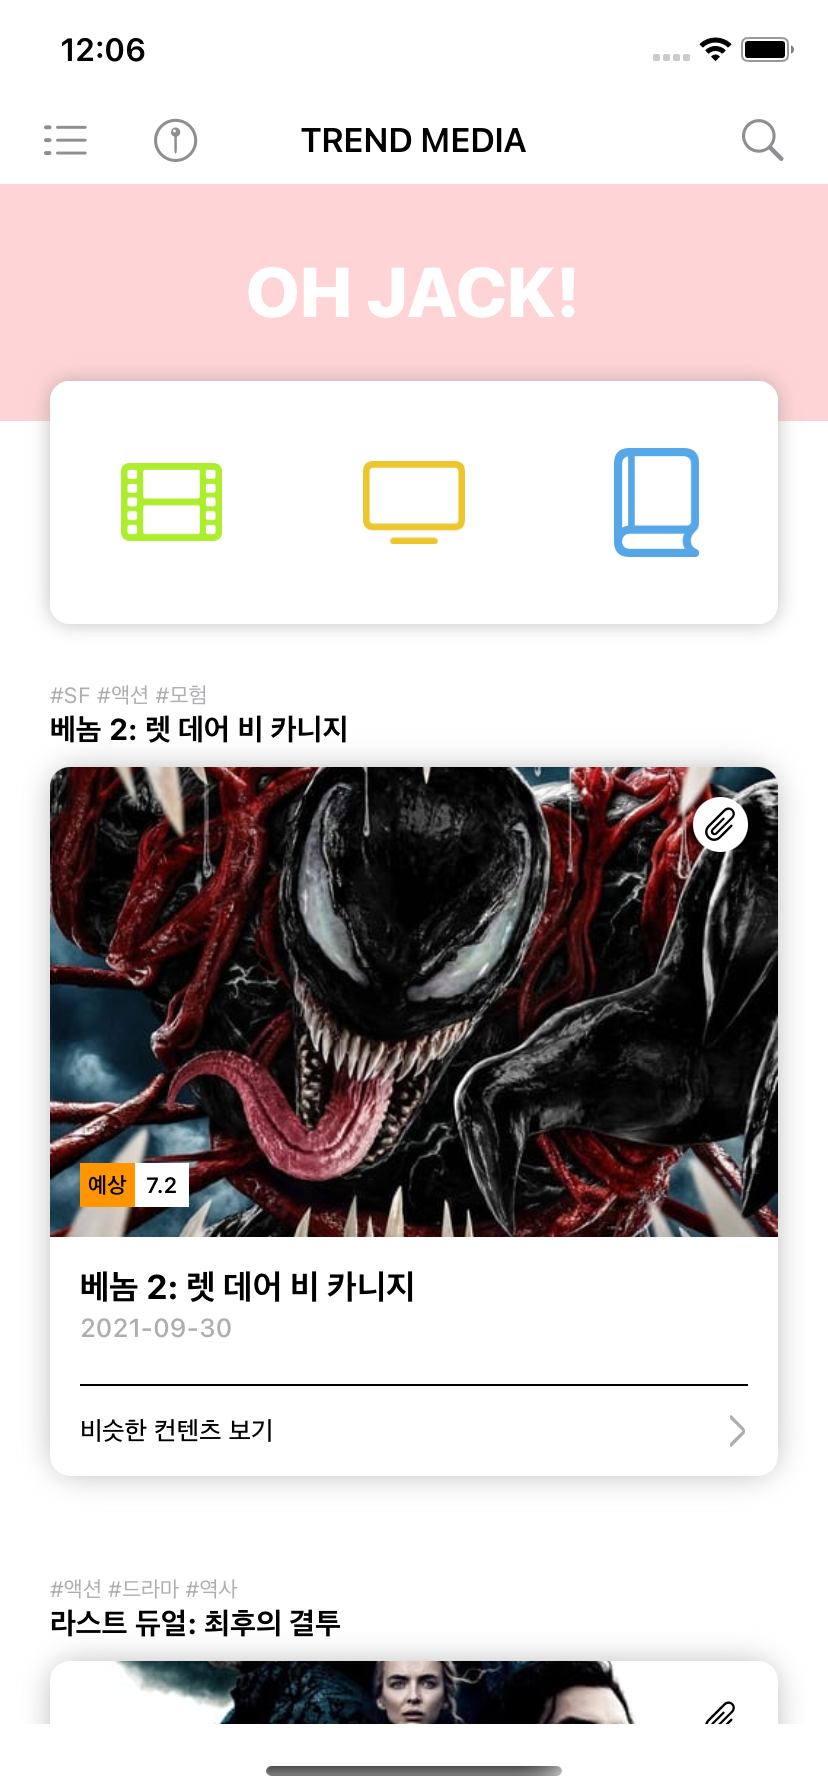 12:06
TREND MEDIA
OH JACK!
#SF #액션 #모험
베놈 2: 렛 데어 비 카니지
예상 7.2
베놈 2: 렛 데어 비 카니지
2021-09-30
비슷한 컨텐츠 보기
#액션 #드라마 #역사
라스트 듀얼: 최후의 결투